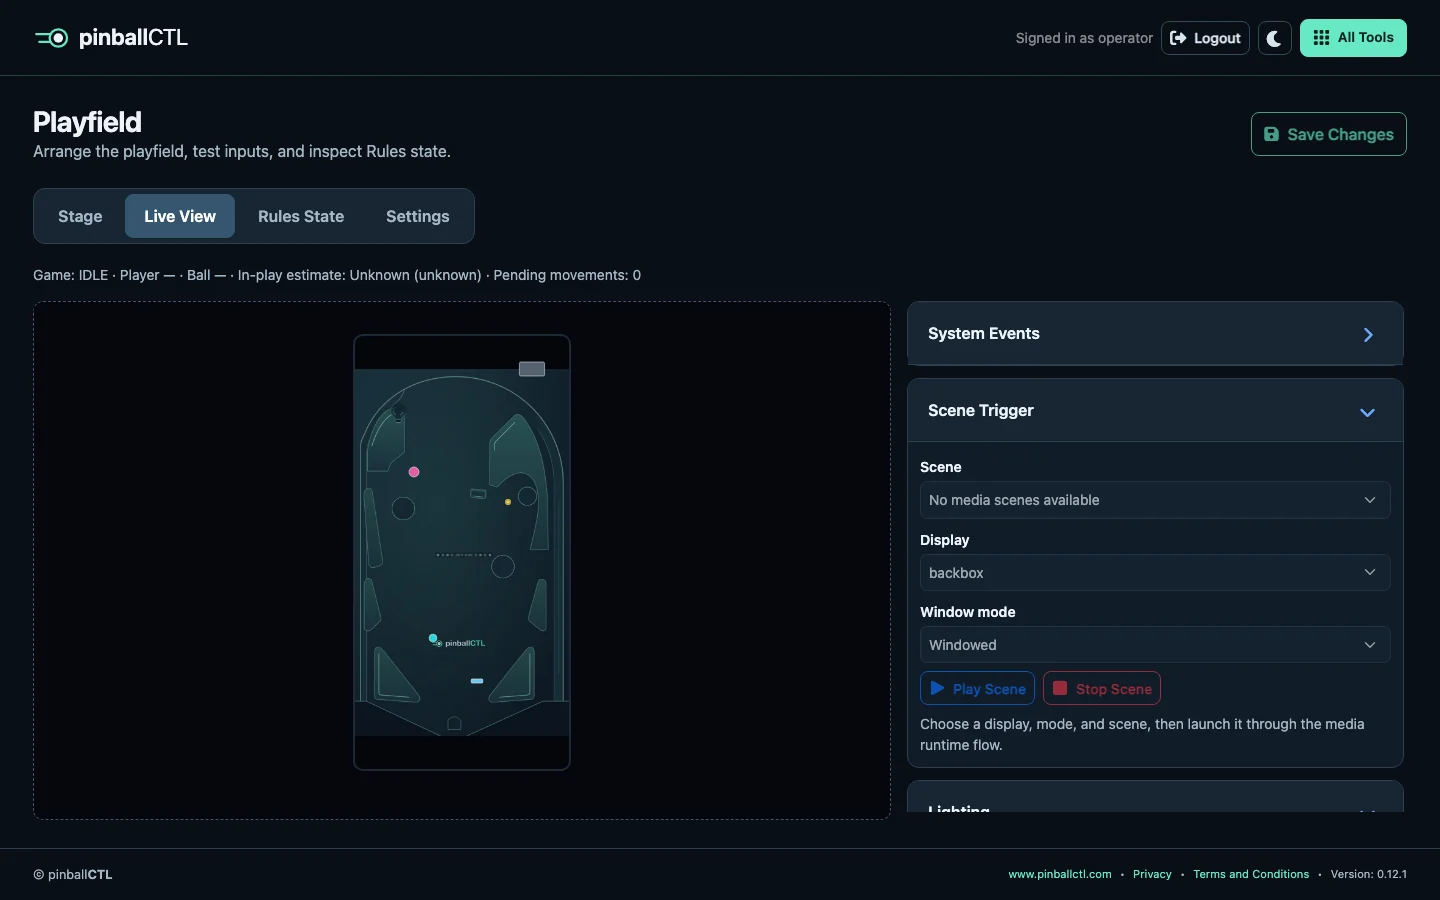 pinballCTL
Signed in as operator
Logout
All Tools
Playfield
Arrange the playfield, test inputs, and inspect Rules state.
Save Changes
Stage
Live View
Rules State
Settings
Game: IDLE · Player — · Ball — · In-play estimate: Unknown (unknown) · Pending movements: 0
pinballCTL
System Events
Scene Trigger
Scene
No media scenes available
Display
backbox
Window mode
Windowed
Play Scene
Stop Scene
Choose a display, mode, and scene, then launch it through the media
runtime flow.
Lighting
© pinballCTL
www.pinballctl.com • Privacy • Terms and Conditions • Version: 0.12.1